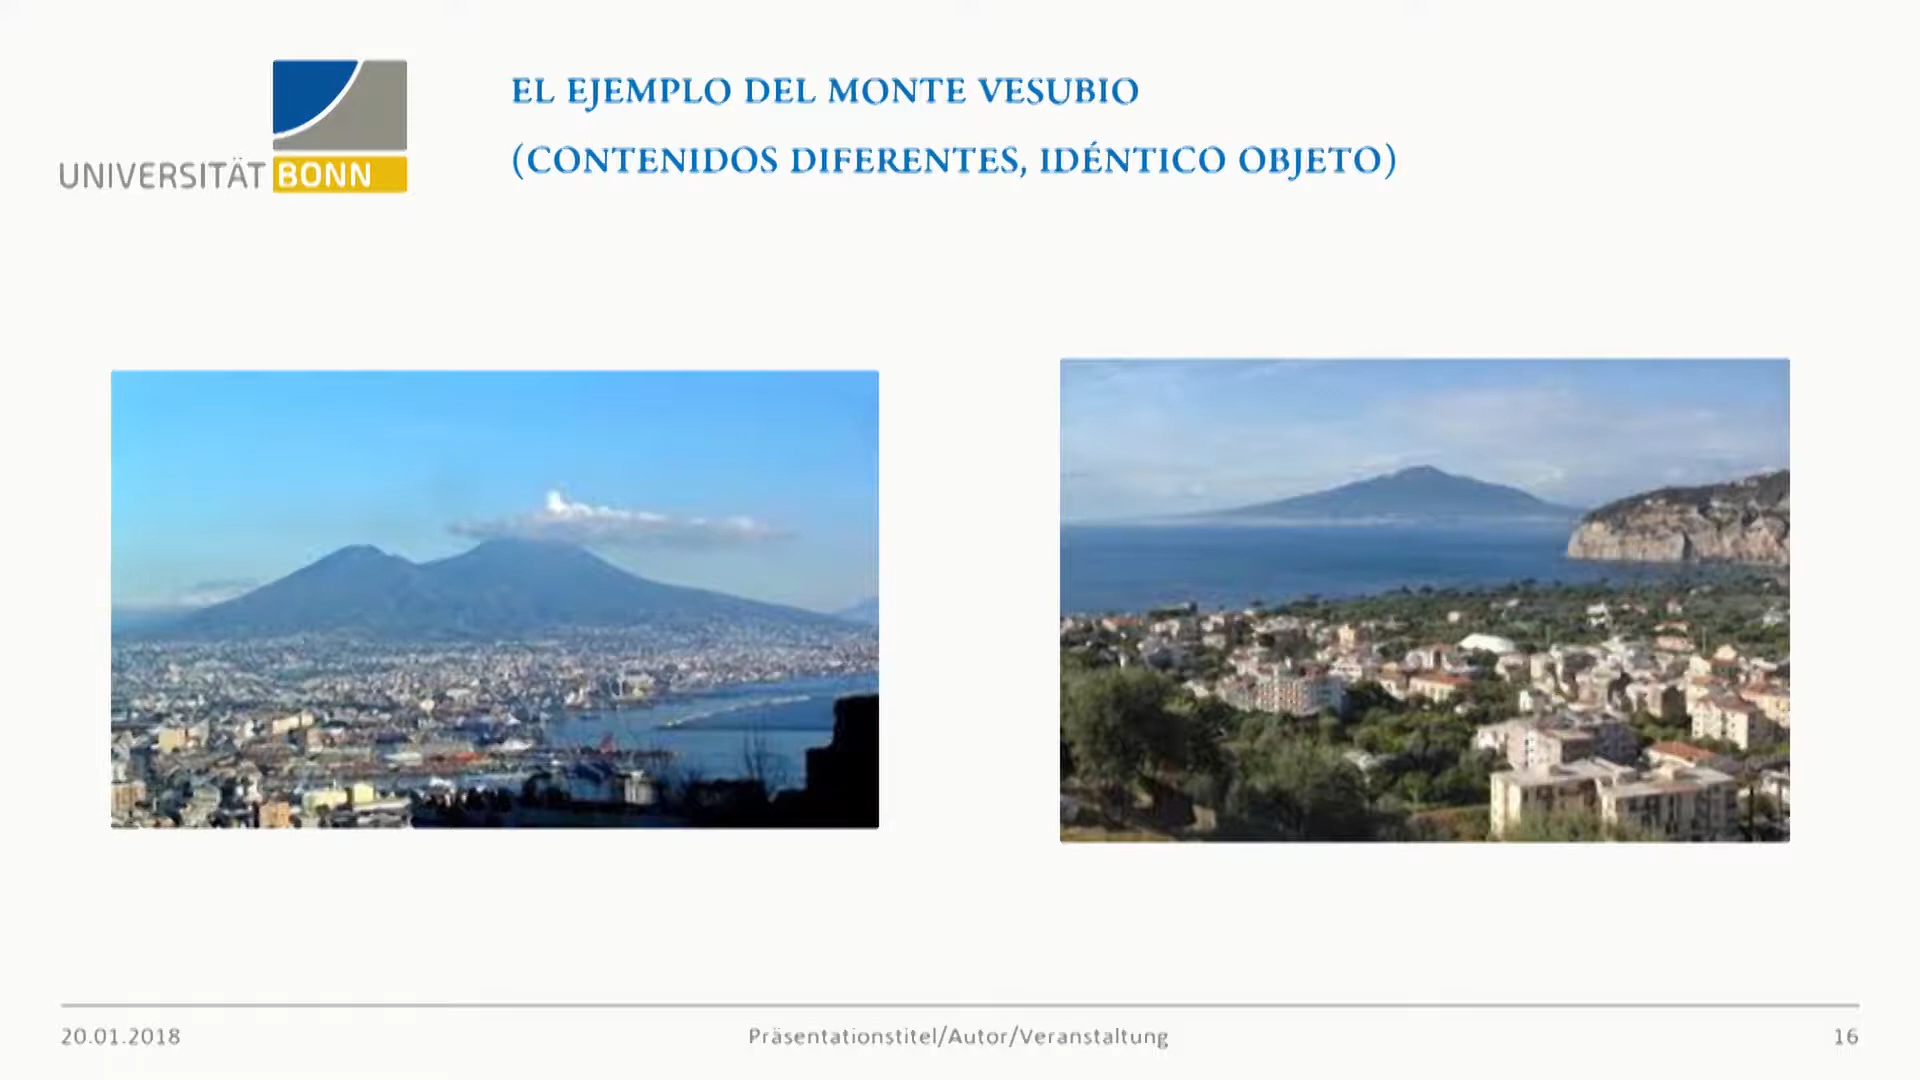 UNIVERSITÄT BONN
EL EJEMPLO DEL MONTE VESUBIO
(CONTENIDOS DIFERENTES, IDÉNTICO OBJETO)
20.01.2018
Präsentationstitel/Autor/Veranstaltung
16